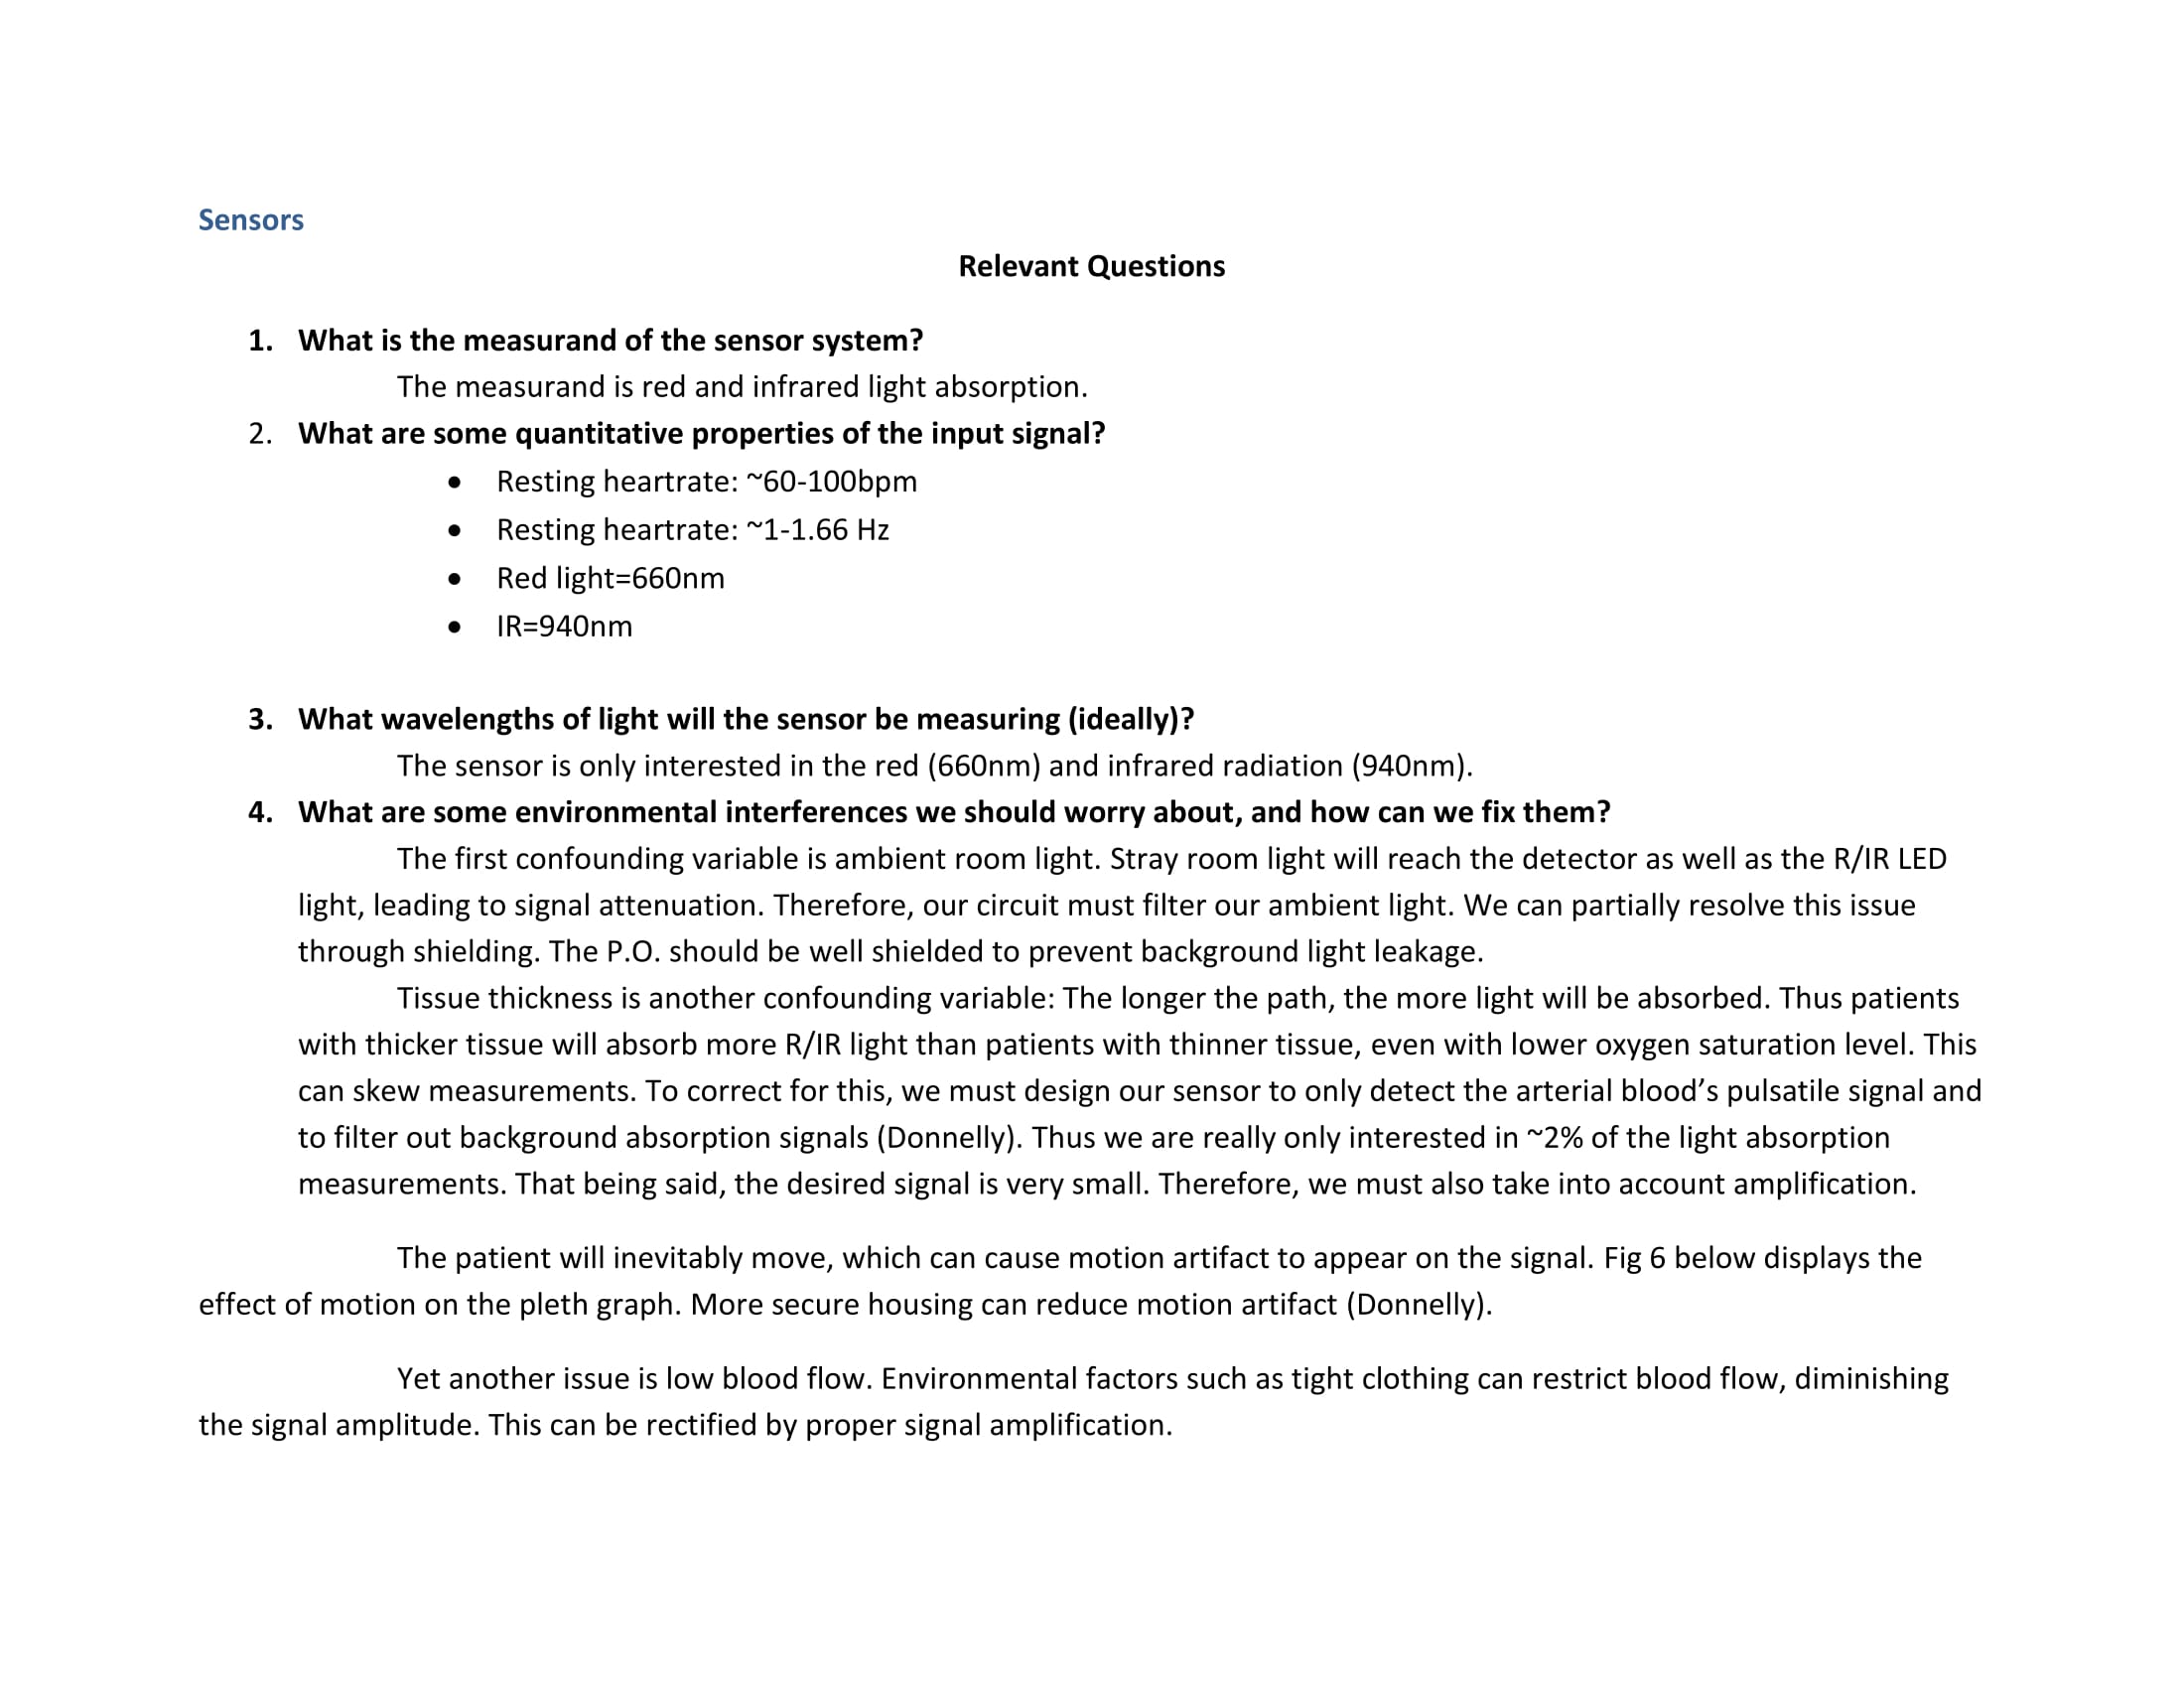 Sensors
Relevant Questions
1. What is the measurand of the sensor system?
The measurand is red and infrared light absorption.
2. What are some quantitative properties of the input signal?
• Resting heartrate: ~60-100bpm
• Resting heartrate: ~1-1.66 Hz
• Red light=660nm
• IR=940nm
3. What wavelengths of light will the sensor be measuring (ideally)?
The sensor is only interested in the red (660nm) and infrared radiation (940nm).
4. What are some environmental interferences we should worry about, and how can we fix them?
The first confounding variable is ambient room light. Stray room light will reach the detector as well as the R/IR LED
light, leading to signal attenuation. Therefore, our circuit must filter our ambient light. We can partially resolve this issue
through shielding. The P.O. should be well shielded to prevent background light leakage.
Tissue thickness is another confounding variable: The longer the path, the more light will be absorbed. Thus patients
with thicker tissue will absorb more R/IR light than patients with thinner tissue, even with lower oxygen saturation level. This
can skew measurements. To correct for this, we must design our sensor to only detect the arterial blood’s pulsatile signal and
to filter out background absorption signals (Donnelly). Thus we are really only interested in ~2% of the light absorption
measurements. That being said, the desired signal is very small. Therefore, we must also take into account amplification.
The patient will inevitably move, which can cause motion artifact to appear on the signal. Fig 6 below displays the
effect of motion on the pleth graph. More secure housing can reduce motion artifact (Donnelly).
Yet another issue is low blood flow. Environmental factors such as tight clothing can restrict blood flow, diminishing
the signal amplitude. This can be rectified by proper signal amplification.